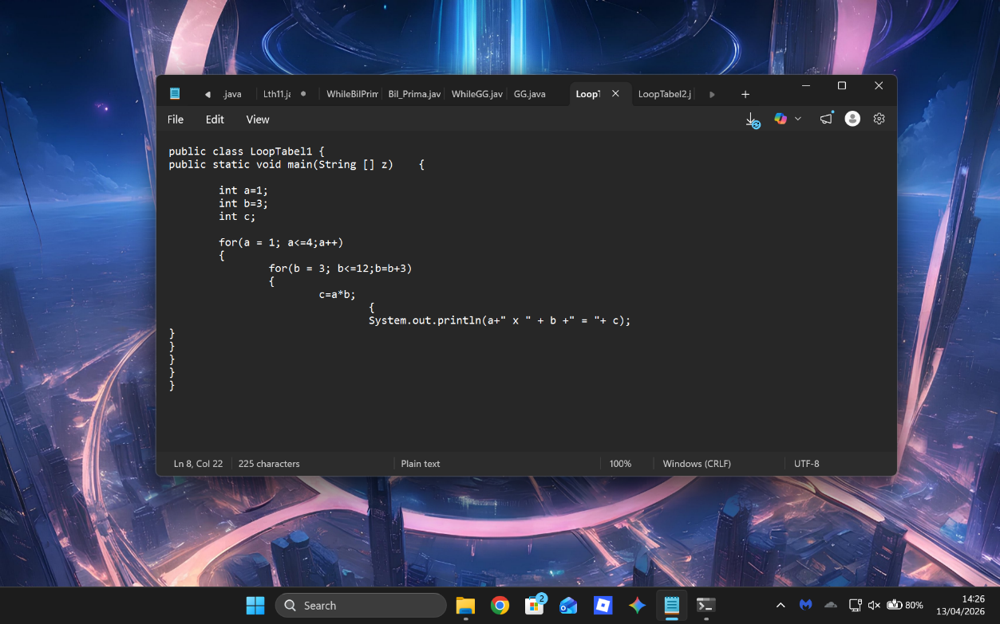 .java Lth11.ja WhileBilPrim Bil_Prima.jav WhileGG.jav GG.java LoopT LoopTabel2.j
File Edit View
public class LoopTabel1 {
public static void main(String [] z) {
int a=1;
int b=3;
int c;
for(a = 1; a<=4;a++)
{
for(b = 3; b<=12;b=b+3)
{
c=a*b;
{
System.out.println(a+" x " + b +" = "+ c);
}
}
}
}
}
Ln 8, Col 22 225 characters Plain text 100% Windows (CRLF) UTF-8
Search 2 80% 14:26
13/04/2026